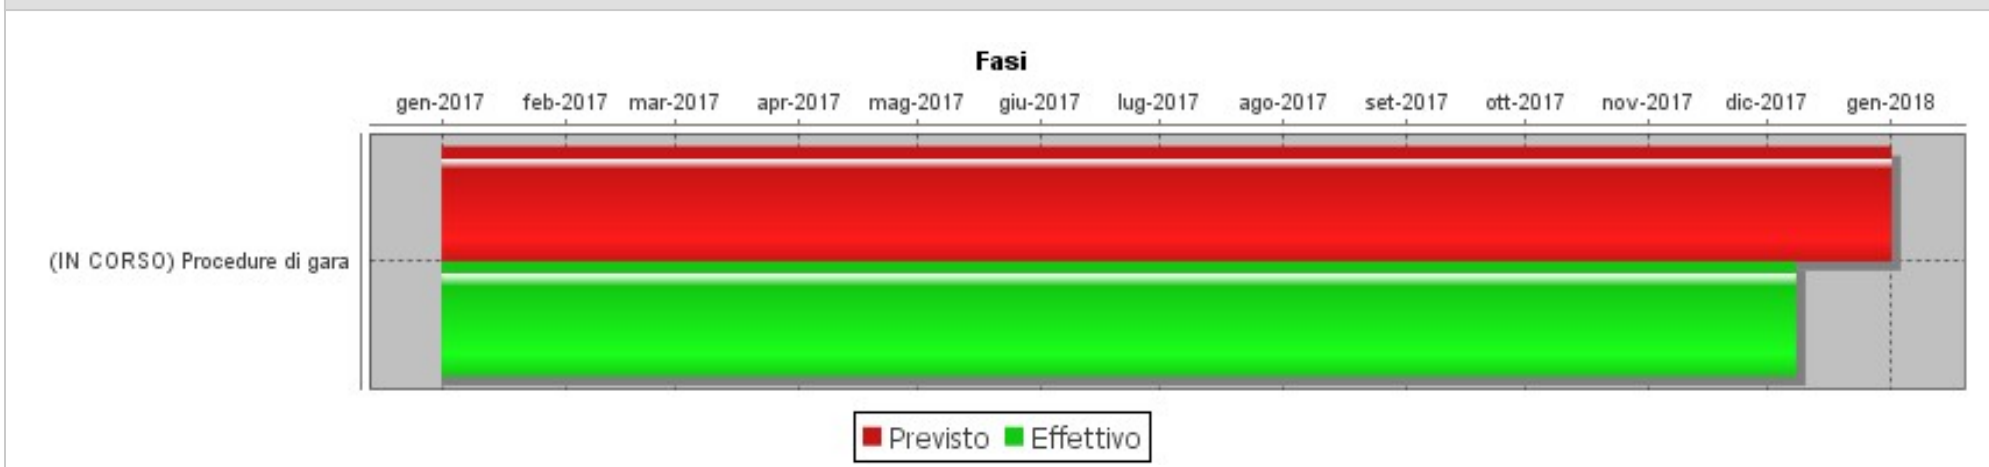 Fasi
gen-2017 feb-2017 mar-2017 apr-2017 mag-2017 giu-2017 lug-2017 ago-2017 set-2017 ott-2017 nov-2017 dic-2017 gen-2018
(IN CORSO) Procedure di gara
Previsto Effettivo